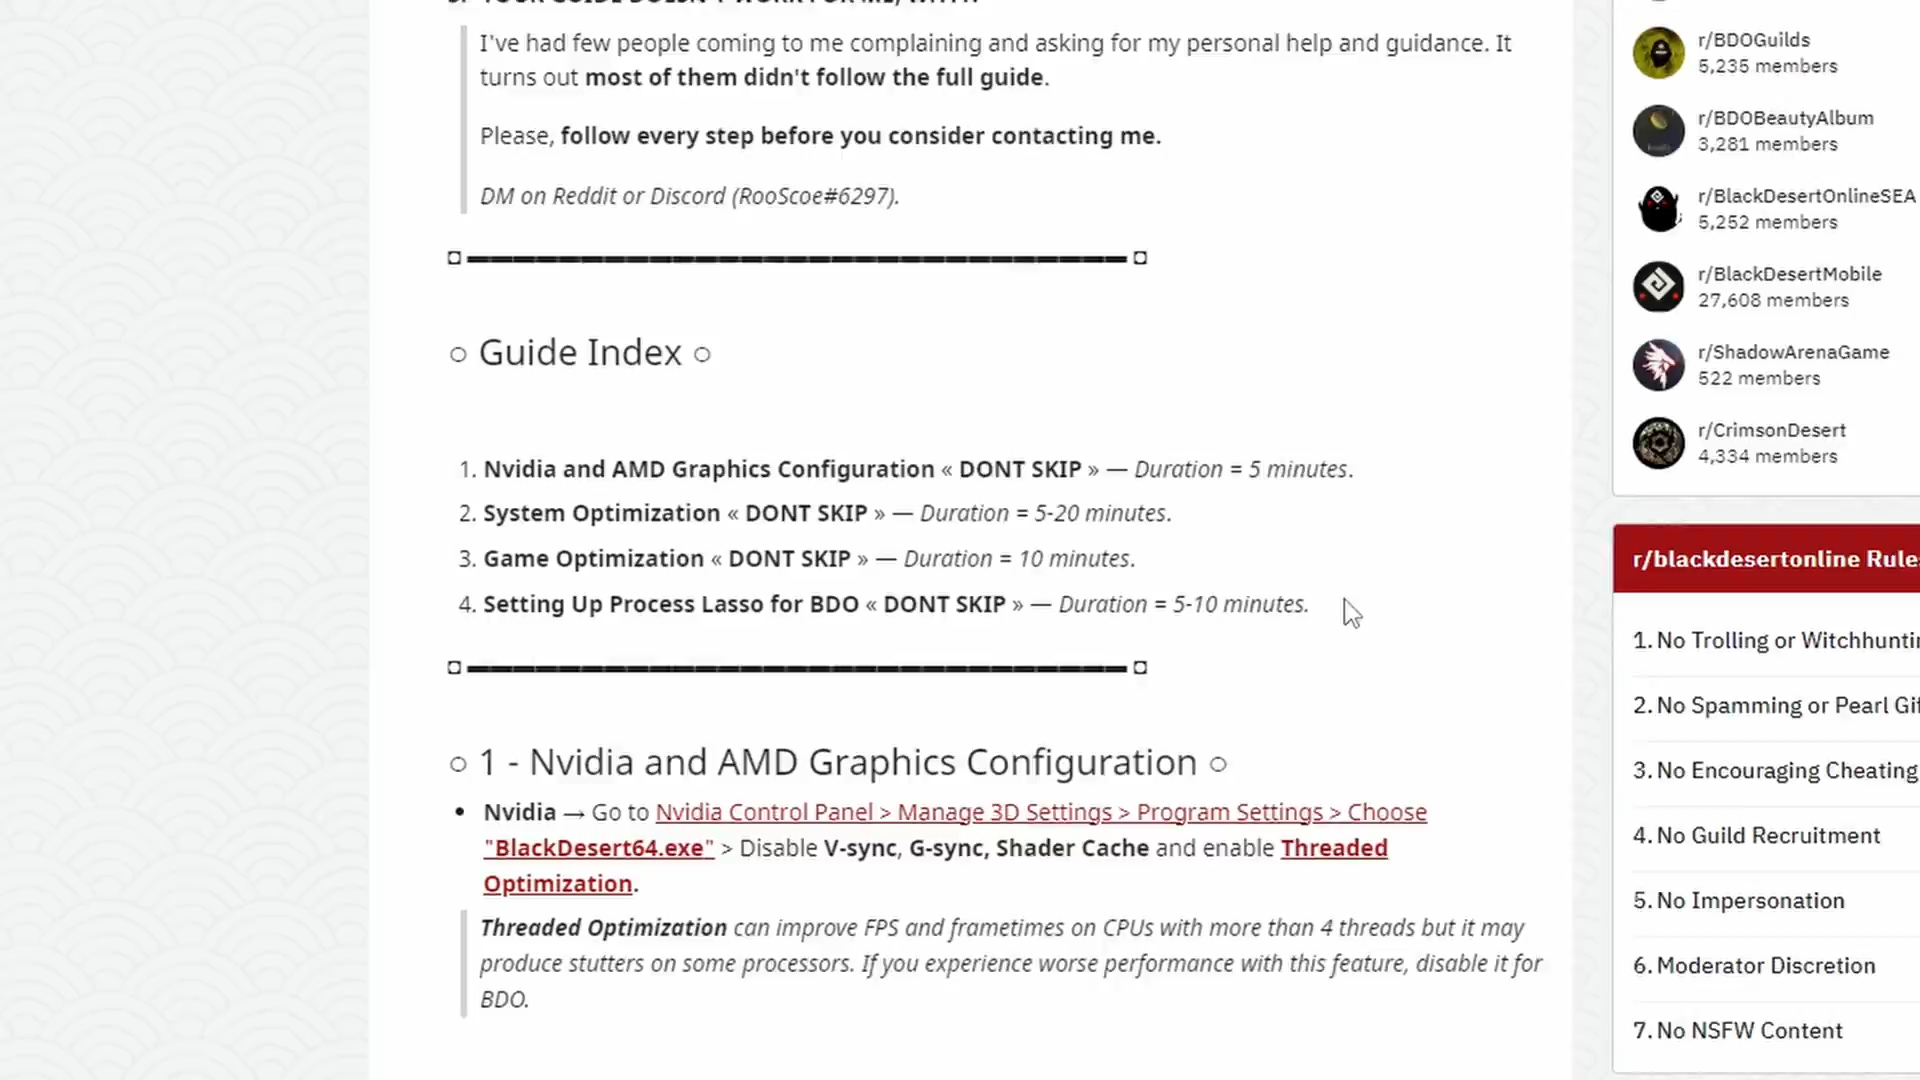 I've had few people coming to me complaining and asking for my personal help and guidance. It
turns out most of them didn't follow the full guide.
Please, follow every step before you consider contacting me.
DM on Reddit or Discord (RooScoe#6297).
○ Guide Index ○
1. Nvidia and AMD Graphics Configuration « DONT SKIP » — Duration = 5 minutes.
2. System Optimization « DONT SKIP » — Duration = 5-20 minutes.
3. Game Optimization « DONT SKIP » — Duration = 10 minutes.
4. Setting Up Process Lasso for BDO « DONT SKIP » — Duration = 5-10 minutes.
○ 1 - Nvidia and AMD Graphics Configuration ○
• Nvidia → Go to Nvidia Control Panel > Manage 3D Settings > Program Settings > Choose
"BlackDesert64.exe" > Disable V-sync, G-sync, Shader Cache and enable Threaded
Optimization.
Threaded Optimization can improve FPS and frametimes on CPUs with more than 4 threads but it may
produce stutters on some processors. If you experience worse performance with this feature, disable it for
BDO.
r/BDOGuilds
5,235 members
r/BDOBeautyAlbum
3,281 members
r/BlackDesertOnlineSEA
5,252 members
r/BlackDesertMobile
27,608 members
r/ShadowArenaGame
522 members
r/CrimsonDesert
4,334 members
r/blackdesertonline Rules
1. No Trolling or Witchhunti
2. No Spamming or Pearl Gif
3. No Encouraging Cheating
4. No Guild Recruitment
5. No Impersonation
6. Moderator Discretion
7. No NSFW Content